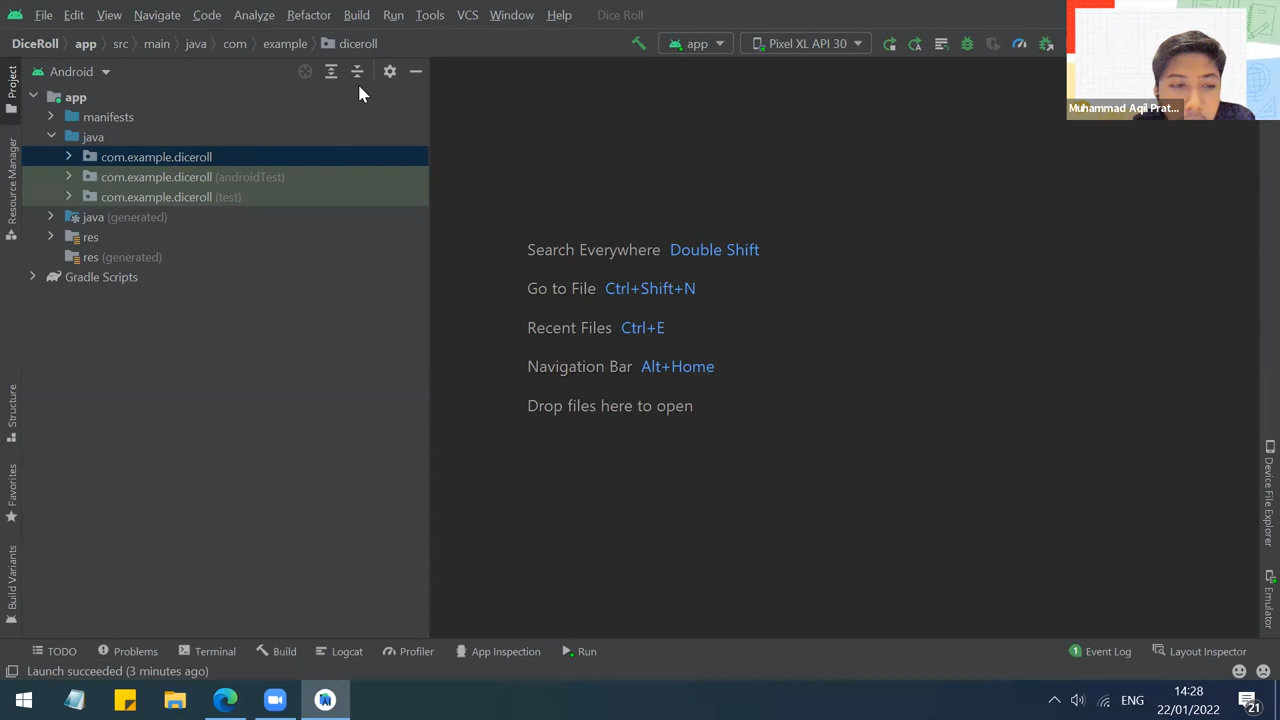 File Edit View Navigate Code Analyze Refactor Build Run Tools VCS Window Help Dice Roll
DiceRoll app src main java com example diceroll app Pixel XL API 30
Muhammad Aqil Prat...
Project
Android
app
manifests
java
com.example.diceroll
com.example.diceroll (androidTest)
com.example.diceroll (test)
java (generated)
res
res (generated)
Gradle Scripts
Resource Manager
Structure
Favorites
Build Variants
Search Everywhere Double Shift
Go to File Ctrl+Shift+N
Recent Files Ctrl+E
Navigation Bar Alt+Home
Drop files here to open
Device File Explorer
Emulator
TODO Problems Terminal Build Logcat Profiler App Inspection Run 1 Event Log Layout Inspector
Launch succeeded (3 minutes ago)
ENG
14:28
22/01/2022
21